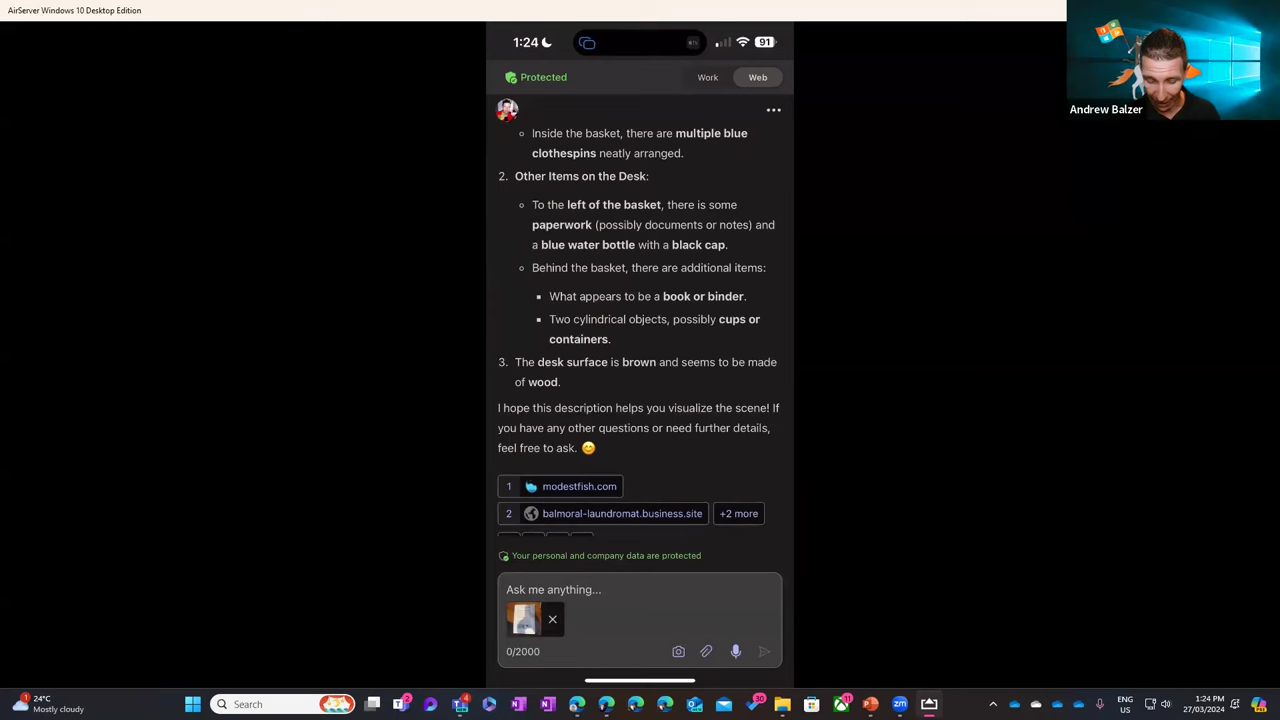 AirServer Windows 10 Desktop Edition
1:24
91
Protected
Work
Web
Andrew Balzer
Inside the basket, there are multiple blue
clothespins neatly arranged.
2. Other Items on the Desk:
To the left of the basket, there is some
paperwork (possibly documents or notes) and
a blue water bottle with a black cap.
Behind the basket, there are additional items:
What appears to be a book or binder.
Two cylindrical objects, possibly cups or
containers.
3. The desk surface is brown and seems to be made
of wood.
I hope this description helps you visualize the scene! If
you have any other questions or need further details,
feel free to ask. 😊
1 modestfish.com
2 balmoral-laundromat.business.site +2 more
Your personal and company data are protected
Ask me anything...
0/2000
1
24°C
Mostly cloudy
Search
2
4
30
11
ENG
US
1:24 PM
27/03/2024